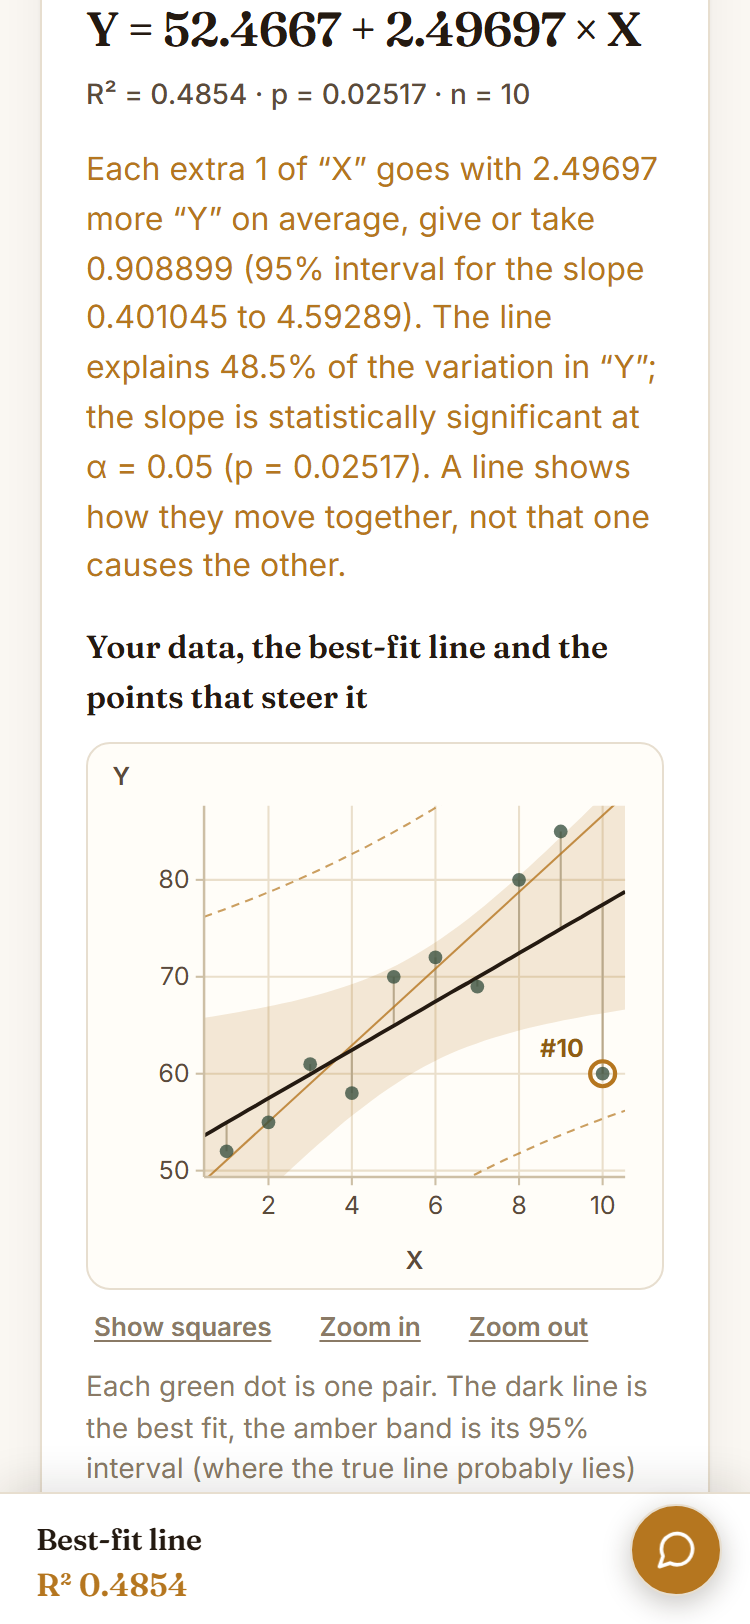 Y = 52.4667 + 2.49697 × X
R² = 0.4854 · p = 0.02517 · n = 10
Each extra 1 of “X” goes with 2.49697
more “Y” on average, give or take
0.908899 (95% interval for the slope
0.401045 to 4.59289). The line
explains 48.5% of the variation in “Y”;
the slope is statistically significant at
α = 0.05 (p = 0.02517). A line shows
how they move together, not that one
causes the other.
Your data, the best-fit line and the
points that steer it
Y
80
70
#10
60
50
2 4 6 8 10
X
Show squares Zoom in Zoom out
Each green dot is one pair. The dark line is
the best fit, the amber band is its 95%
interval (where the true line probably lies)
Best-fit line
R² 0.4854